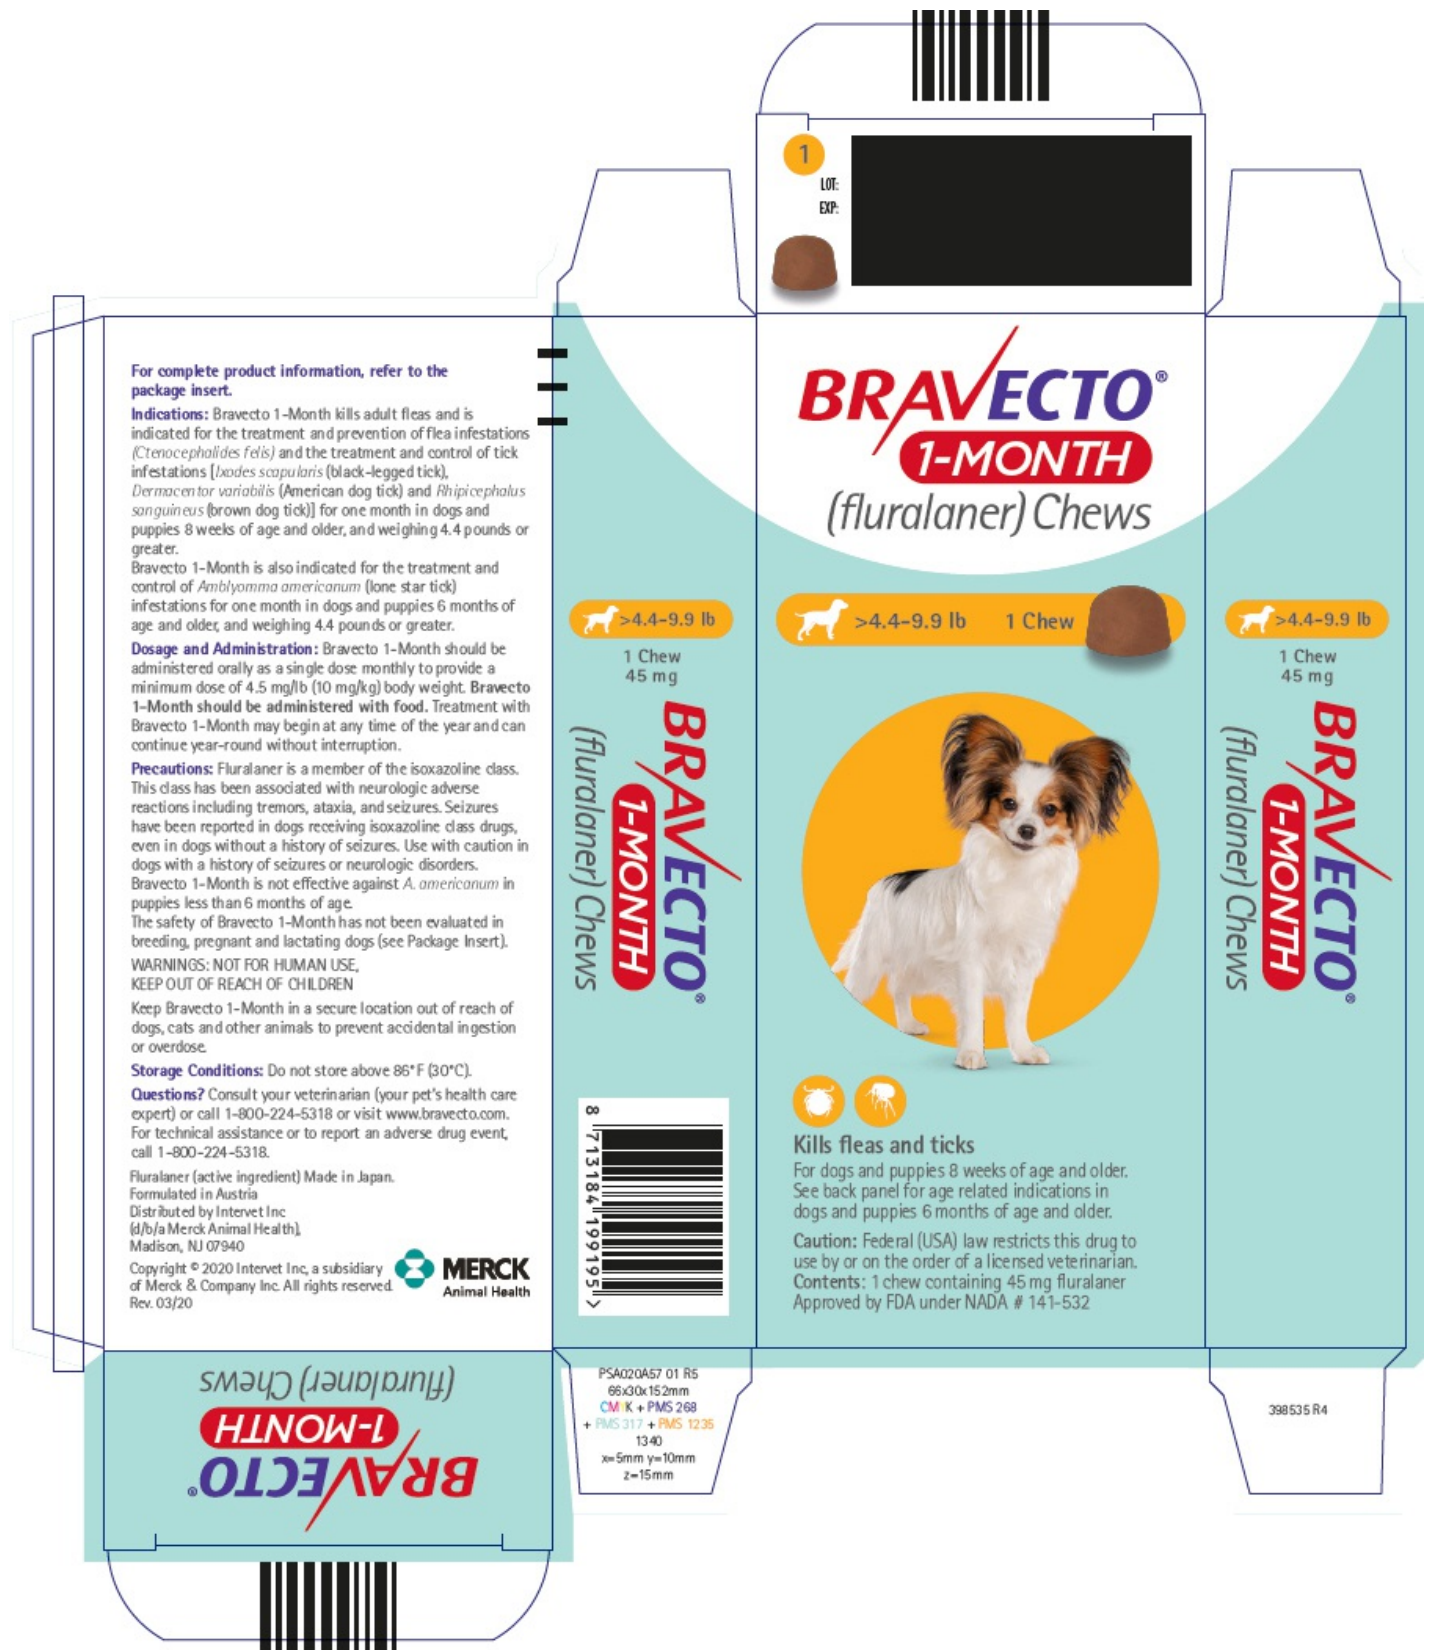 1
LOT:
EXP:
BRAVECTO®
1-MONTH
(fluralaner) Chews
>4.4-9.9 lb 1 Chew
Kills fleas and ticks
For dogs and puppies 8 weeks of age and older.
See back panel for age related indications in
dogs and puppies 6 months of age and older.
Caution: Federal (USA) law restricts this drug to
use by or on the order of a licensed veterinarian.
Contents: 1 chew containing 45 mg fluralaner
Approved by FDA under NADA # 141-532
For complete product information, refer to the
package insert.
Indications: Bravecto 1-Month kills adult fleas and is
indicated for the treatment and prevention of flea infestations
(Ctenocephalides felis) and the treatment and control of tick
infestations [Ixodes scapularis (black-legged tick),
Dermacentor variabilis (American dog tick) and Rhipicephalus
sanguineus (brown dog tick)] for one month in dogs and
puppies 8 weeks of age and older, and weighing 4.4 pounds or
greater.
Bravecto 1-Month is also indicated for the treatment and
control of Amblyomma americanum (lone star tick)
infestations for one month in dogs and puppies 6 months of
age and older, and weighing 4.4 pounds or greater.
Dosage and Administration: Bravecto 1-Month should be
administered orally as a single dose monthly to provide a
minimum dose of 4.5 mg/lb (10 mg/kg) body weight. Bravecto
1-Month should be administered with food. Treatment with
Bravecto 1-Month may begin at any time of the year and can
continue year-round without interruption.
Precautions: Fluralaner is a member of the isoxazoline class.
This class has been associated with neurologic adverse
reactions including tremors, ataxia, and seizures. Seizures
have been reported in dogs receiving isoxazoline class drugs,
even in dogs without a history of seizures. Use with caution in
dogs with a history of seizures or neurologic disorders.
Bravecto 1-Month is not effective against A. americanum in
puppies less than 6 months of age.
The safety of Bravecto 1-Month has not been evaluated in
breeding, pregnant and lactating dogs (see Package Insert).
WARNINGS: NOT FOR HUMAN USE,
KEEP OUT OF REACH OF CHILDREN
Keep Bravecto 1-Month in a secure location out of reach of
dogs, cats and other animals to prevent accidental ingestion
or overdose.
Storage Conditions: Do not store above 86°F (30°C).
Questions? Consult your veterinarian (your pet's health care
expert) or call 1-800-224-5318 or visit www.bravecto.com.
For technical assistance or to report an adverse drug event,
call 1-800-224-5318.
Fluralaner (active ingredient) Made in Japan.
Formulated in Austria
Distributed by Intervet Inc
(d/b/a Merck Animal Health),
Madison, NJ 07940
Copyright © 2020 Intervet Inc, a subsidiary
of Merck & Company Inc. All rights reserved.
Rev. 03/20
MERCK
Animal Health
>4.4-9.9 lb
1 Chew
45 mg
BRAVECTO®
1-MONTH
(fluralaner) Chews
8 713184 199195 >
>4.4-9.9 lb
1 Chew
45 mg
BRAVECTO®
1-MONTH
(fluralaner) Chews
BRAVECTO®
1-MONTH
(fluralaner) Chews
PSA020A57 01 R5
66x30x152mm
CMYK + PMS 268
+ PMS 317 + PMS 1235
1340
x=5mm y=10mm
z=15mm
398535 R4